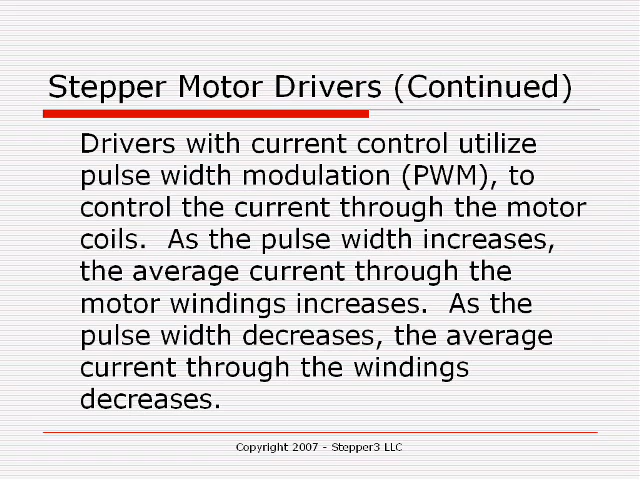 Stepper Motor Drivers (Continued)
Drivers with current control utilize
pulse width modulation (PWM), to
control the current through the motor
coils.  As the pulse width increases,
the average current through the
motor windings increases.  As the
pulse width decreases, the average
current through the windings
decreases.
Copyright 2007 - Stepper3 LLC